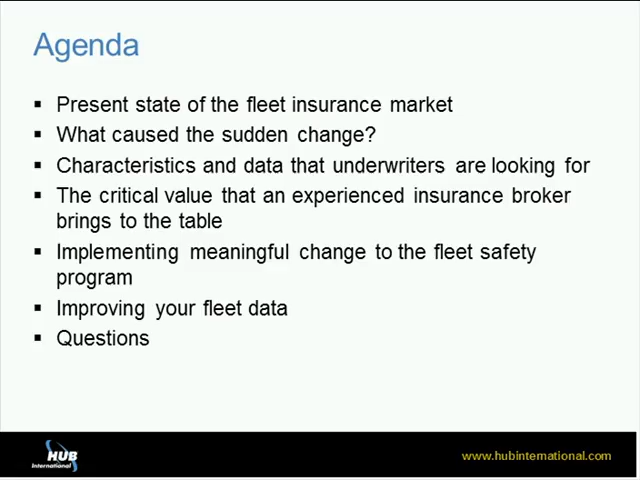 Agenda
▪ Present state of the fleet insurance market
▪ What caused the sudden change?
▪ Characteristics and data that underwriters are looking for
▪ The critical value that an experienced insurance broker
brings to the table
▪ Implementing meaningful change to the fleet safety
program
▪ Improving your fleet data
▪ Questions
HUB
International
www.hubinternational.com